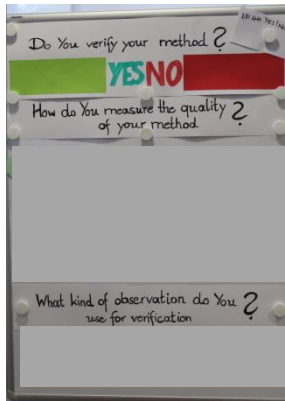 Do You verify your method?
YES NO
How do You measure the quality
of your method?
What kind of observation do You
use for verification?